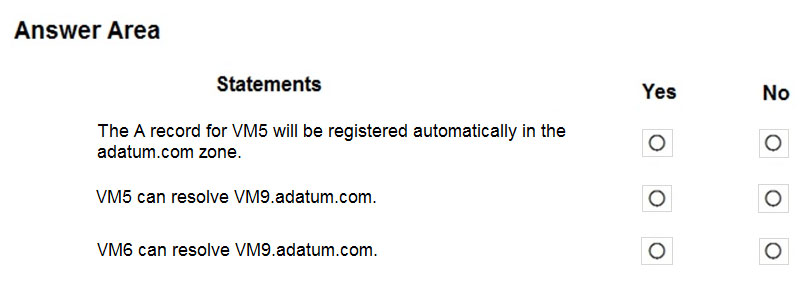 Answer Area
Statements
Yes
No
The A record for VM5 will be registered automatically in the
adatum.com zone.
VM5 can resolve VM9.adatum.com.
VM6 can resolve VM9.adatum.com.